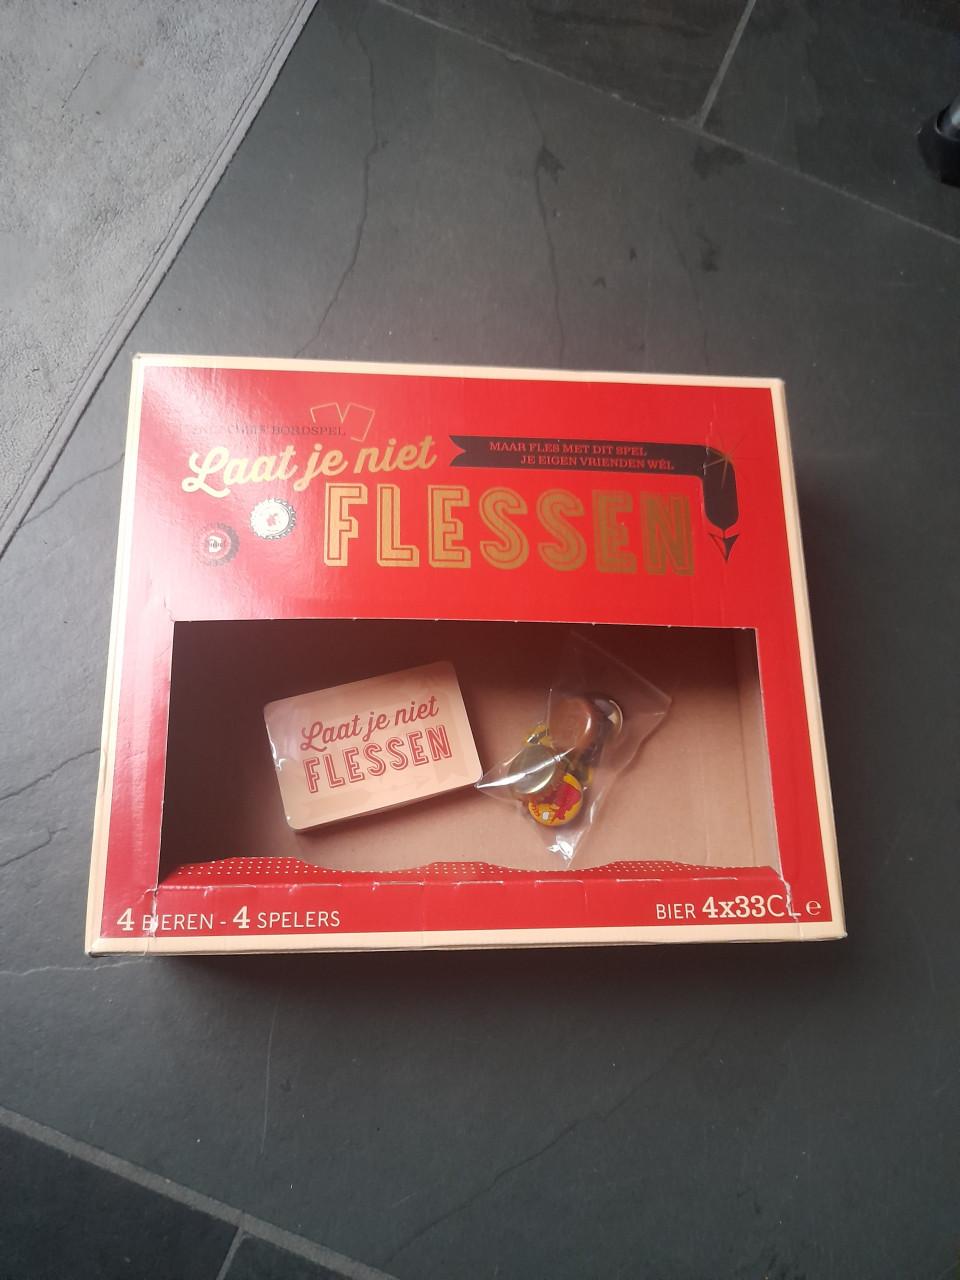 BORDSPEL
Laat je niet
FLESSEN
MAAR FLES MET DIT SPEL
JE EIGEN VRIENDEN WÉL
Laat je niet
FLESSEN
4 BIEREN - 4 SPELERS
BIER 4x33CL e